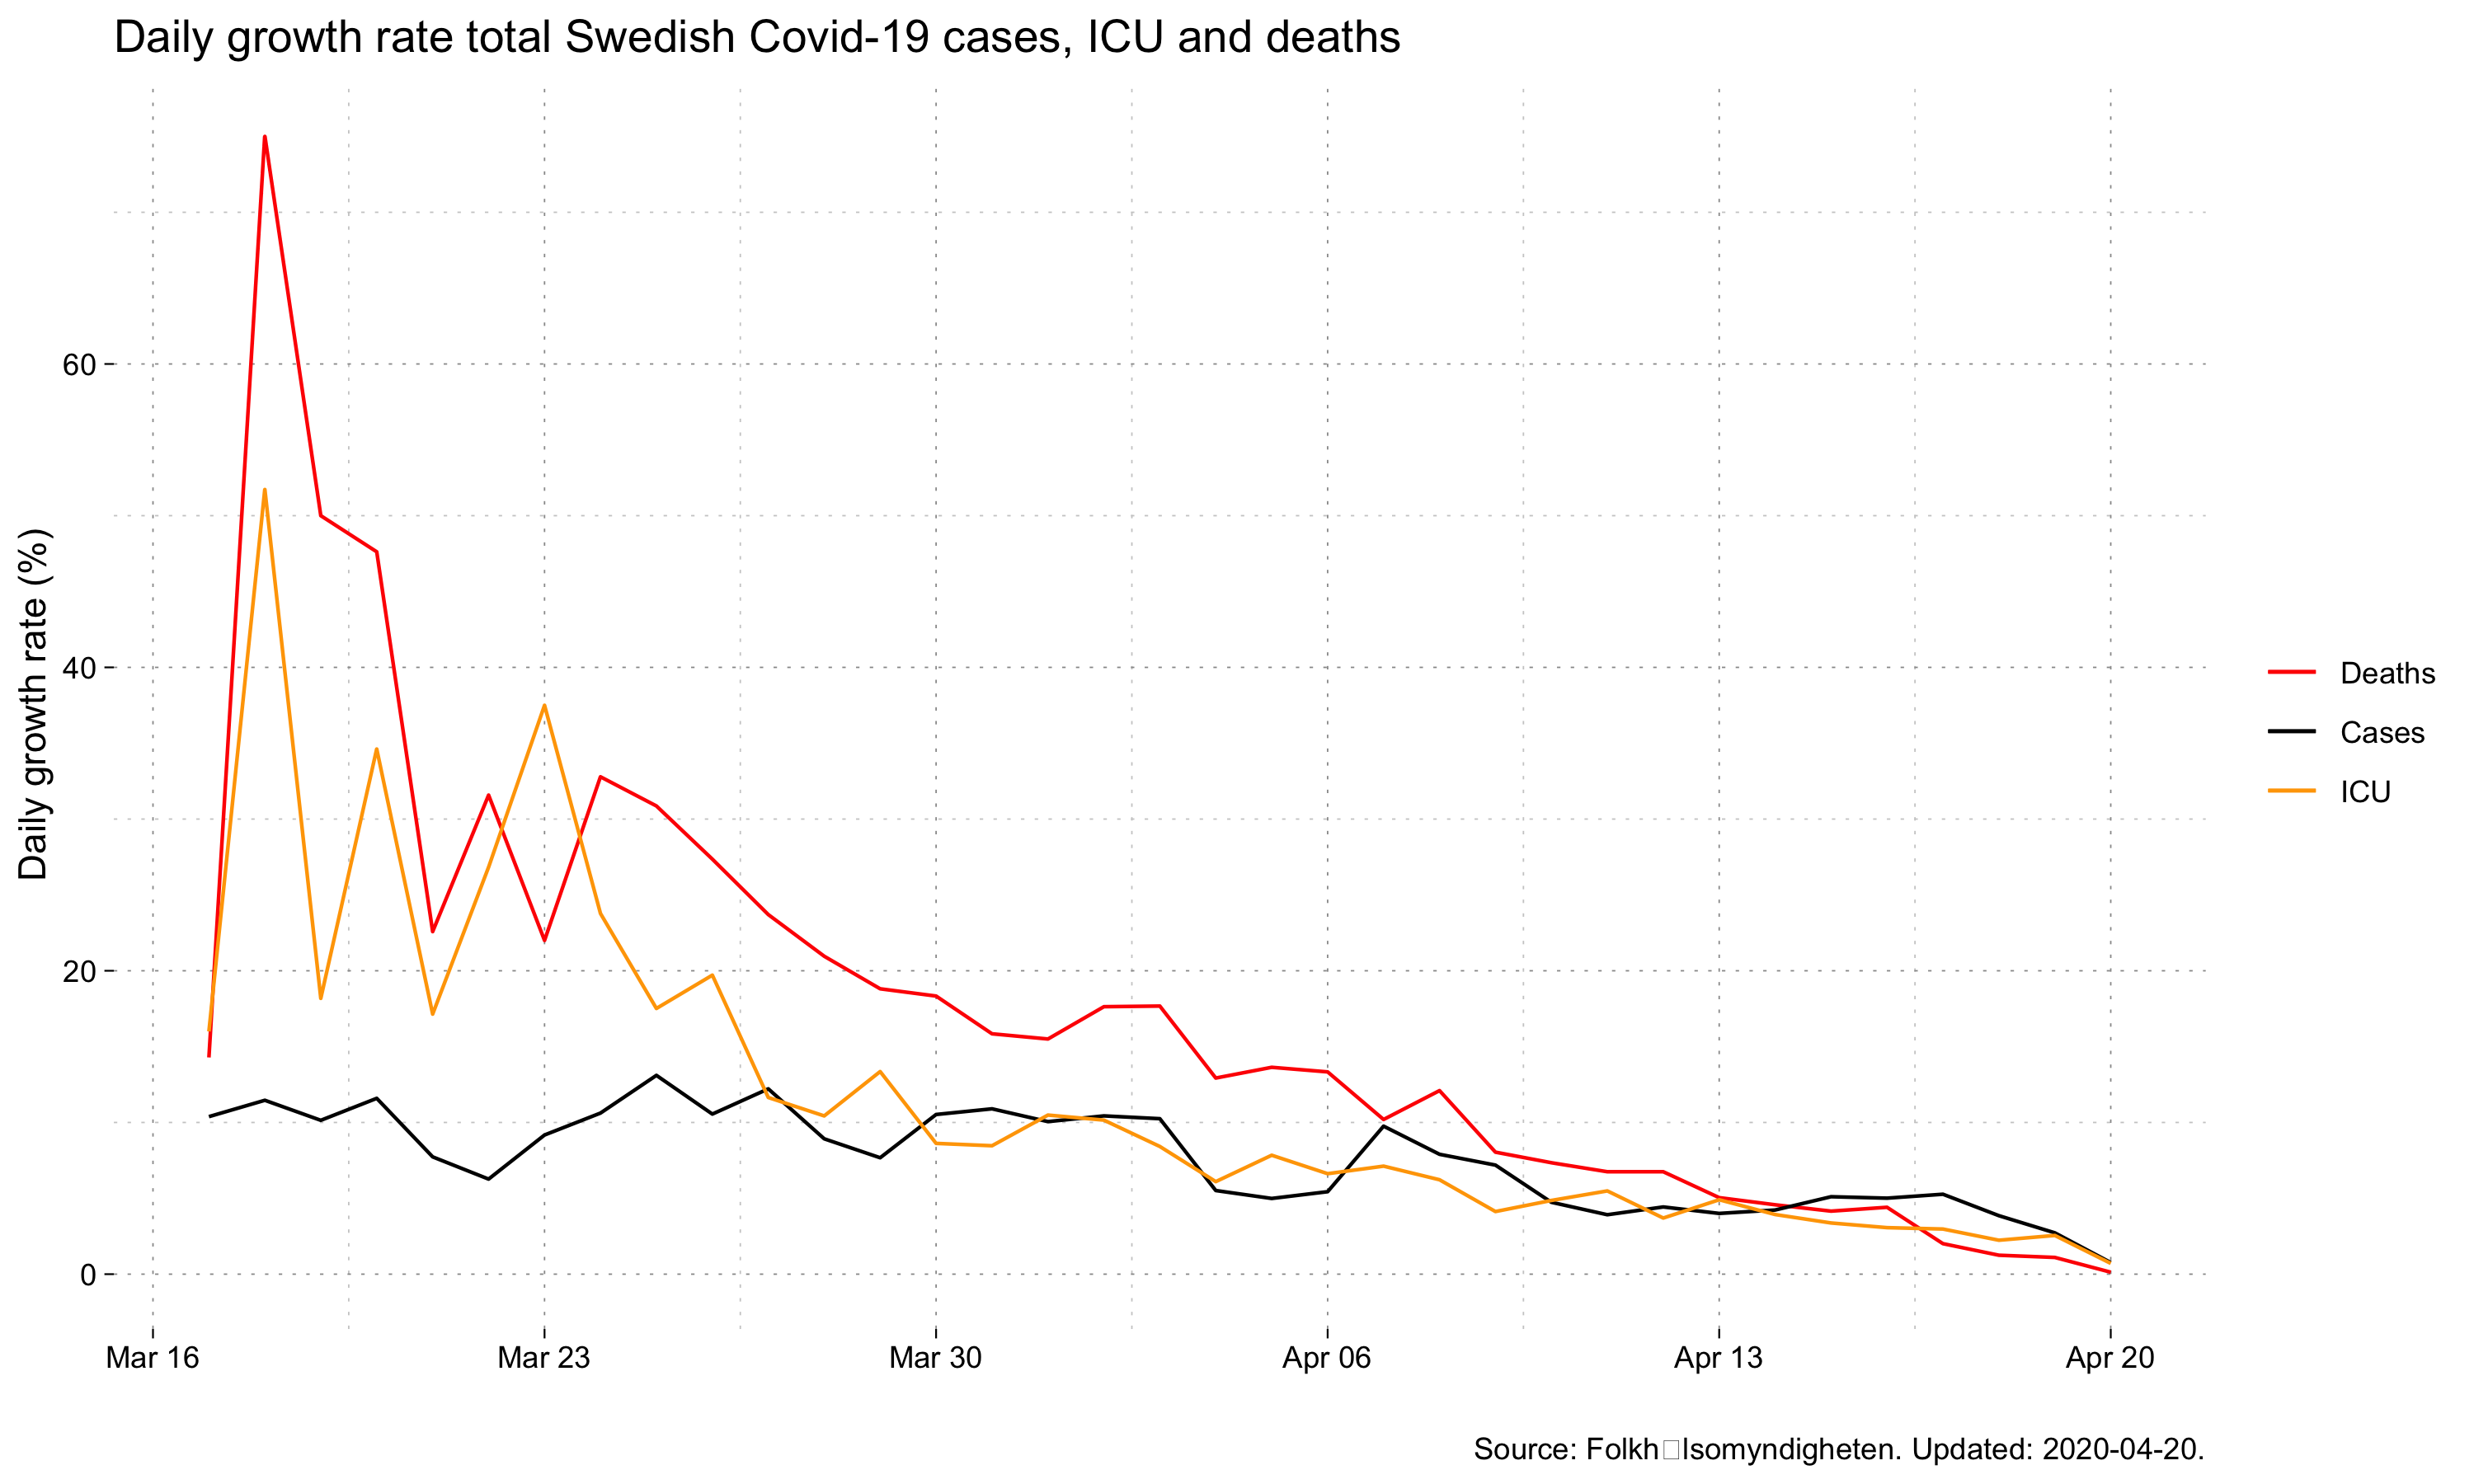 Daily growth rate total Swedish Covid-19 cases, ICU and deaths
Daily growth rate (%)
60
40
20
0
Mar 16
Mar 23
Mar 30
Apr 06
Apr 13
Apr 20
Deaths
Cases
ICU
Source: Folkh□lsomyndigheten. Updated: 2020-04-20.